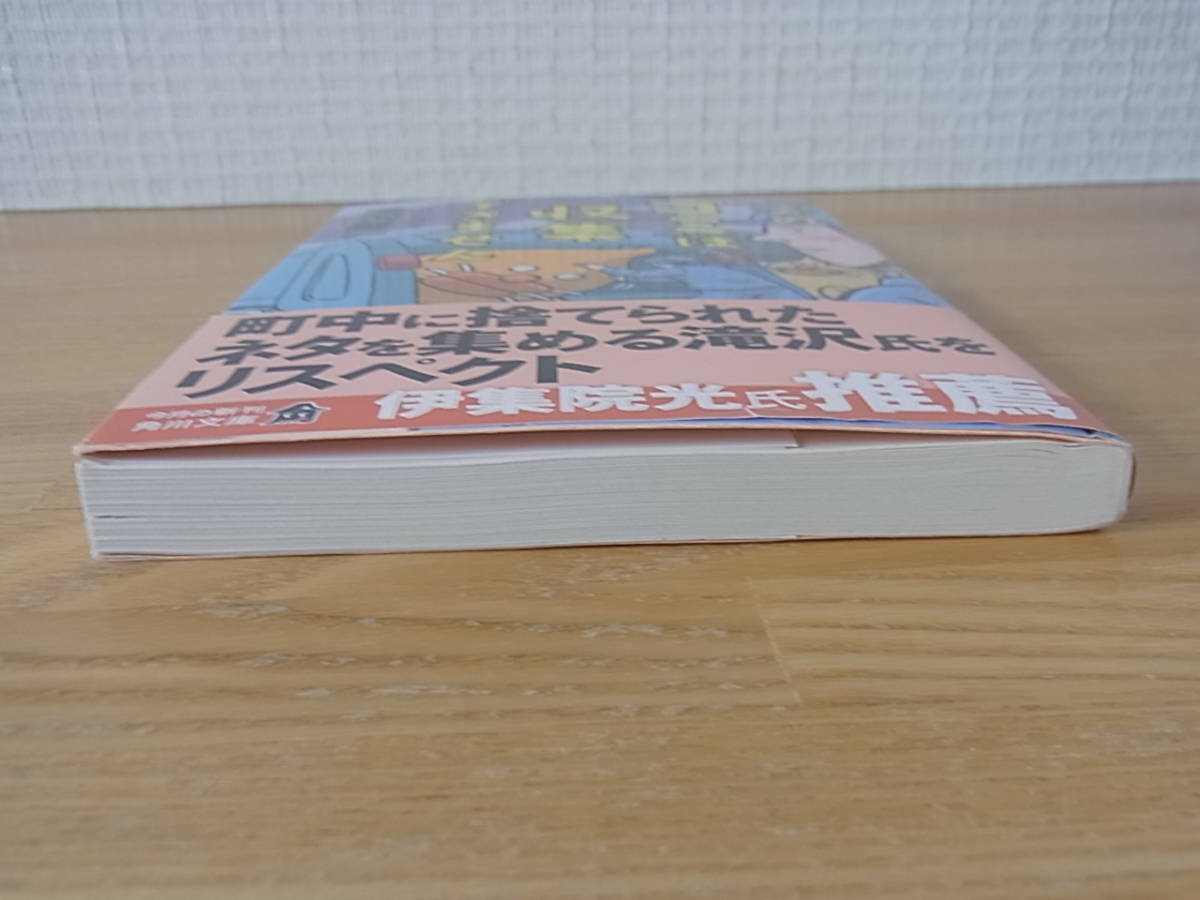 町中に捨てられた
ネタを集める滝沢氏を
リスペクト
伊集院光氏推薦
今月の新刊
角川文庫